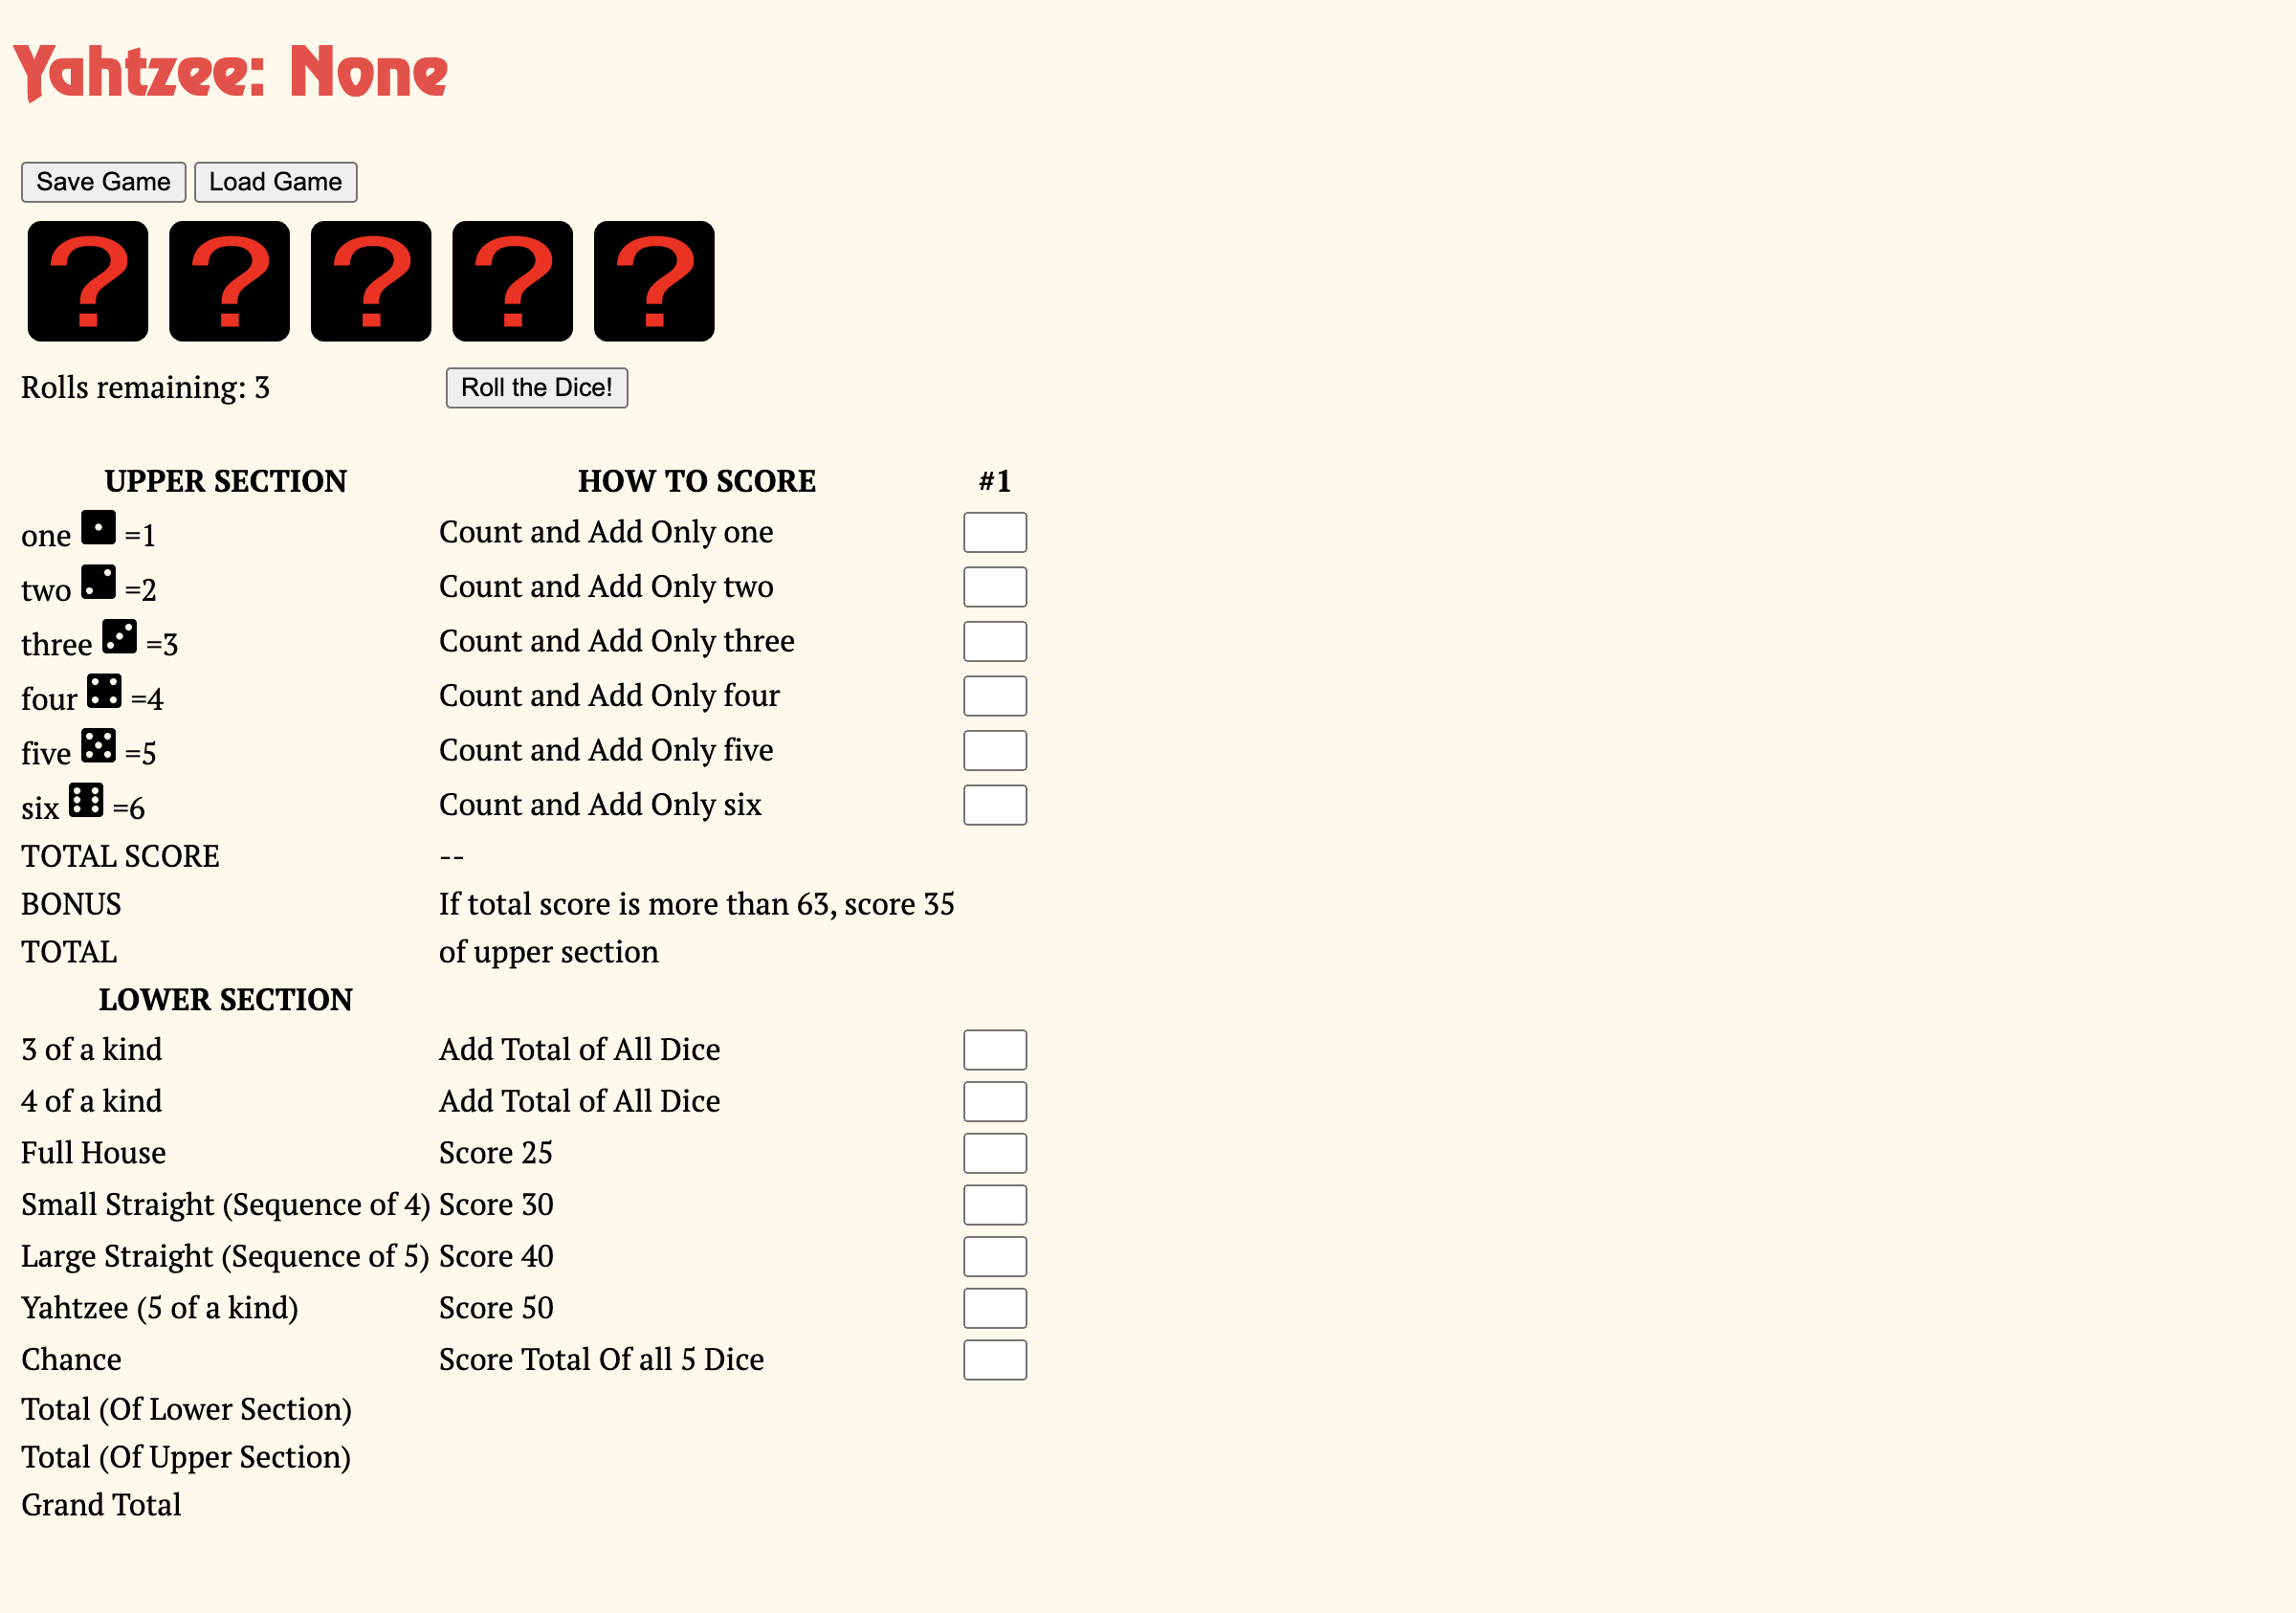 Yahtzee: None
Save Game Load Game
? ? ? ? ?
Rolls remaining: 3 Roll the Dice!
UPPER SECTION HOW TO SCORE #1
one =1 Count and Add Only one
two =2 Count and Add Only two
three =3 Count and Add Only three
four =4 Count and Add Only four
five =5 Count and Add Only five
six =6 Count and Add Only six
TOTAL SCORE --
BONUS If total score is more than 63, score 35
TOTAL of upper section
LOWER SECTION
3 of a kind Add Total of All Dice
4 of a kind Add Total of All Dice
Full House Score 25
Small Straight (Sequence of 4) Score 30
Large Straight (Sequence of 5) Score 40
Yahtzee (5 of a kind) Score 50
Chance Score Total Of all 5 Dice
Total (Of Lower Section)
Total (Of Upper Section)
Grand Total